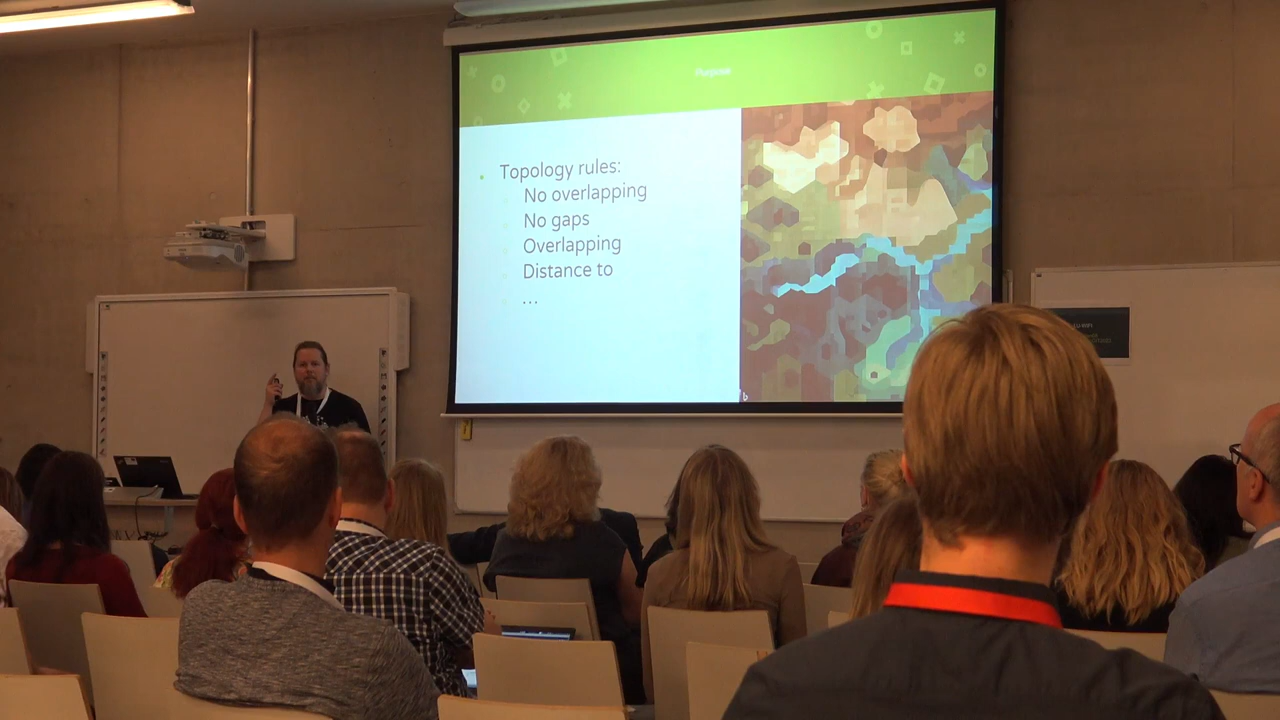 Purpose
Topology rules:
No overlapping
No gaps
Overlapping
Distance to
...